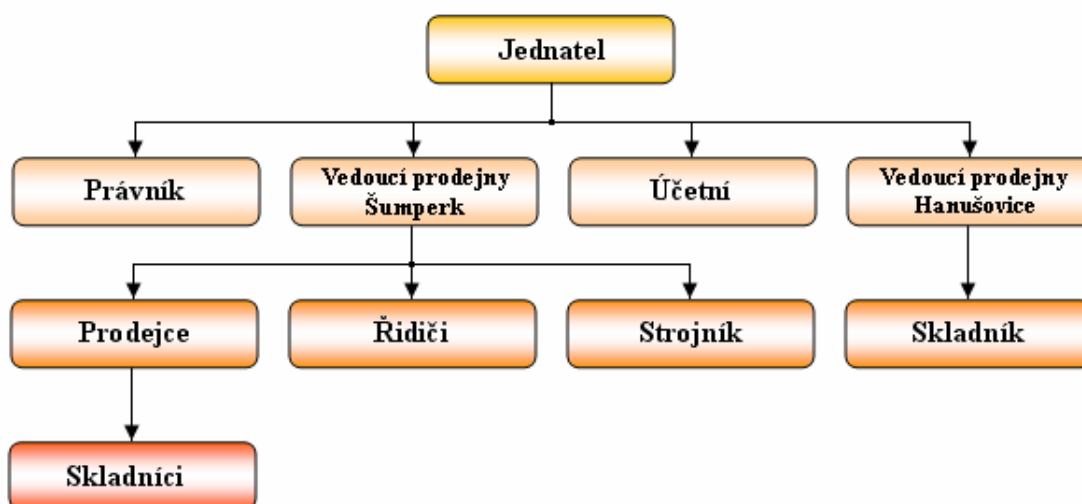 Jednatel
Právník
Vedoucí prodejny
Šumperk
Účetní
Vedoucí prodejny
Hanušovice
Prodejce
Řidiči
Strojník
Skladník
Skladníci